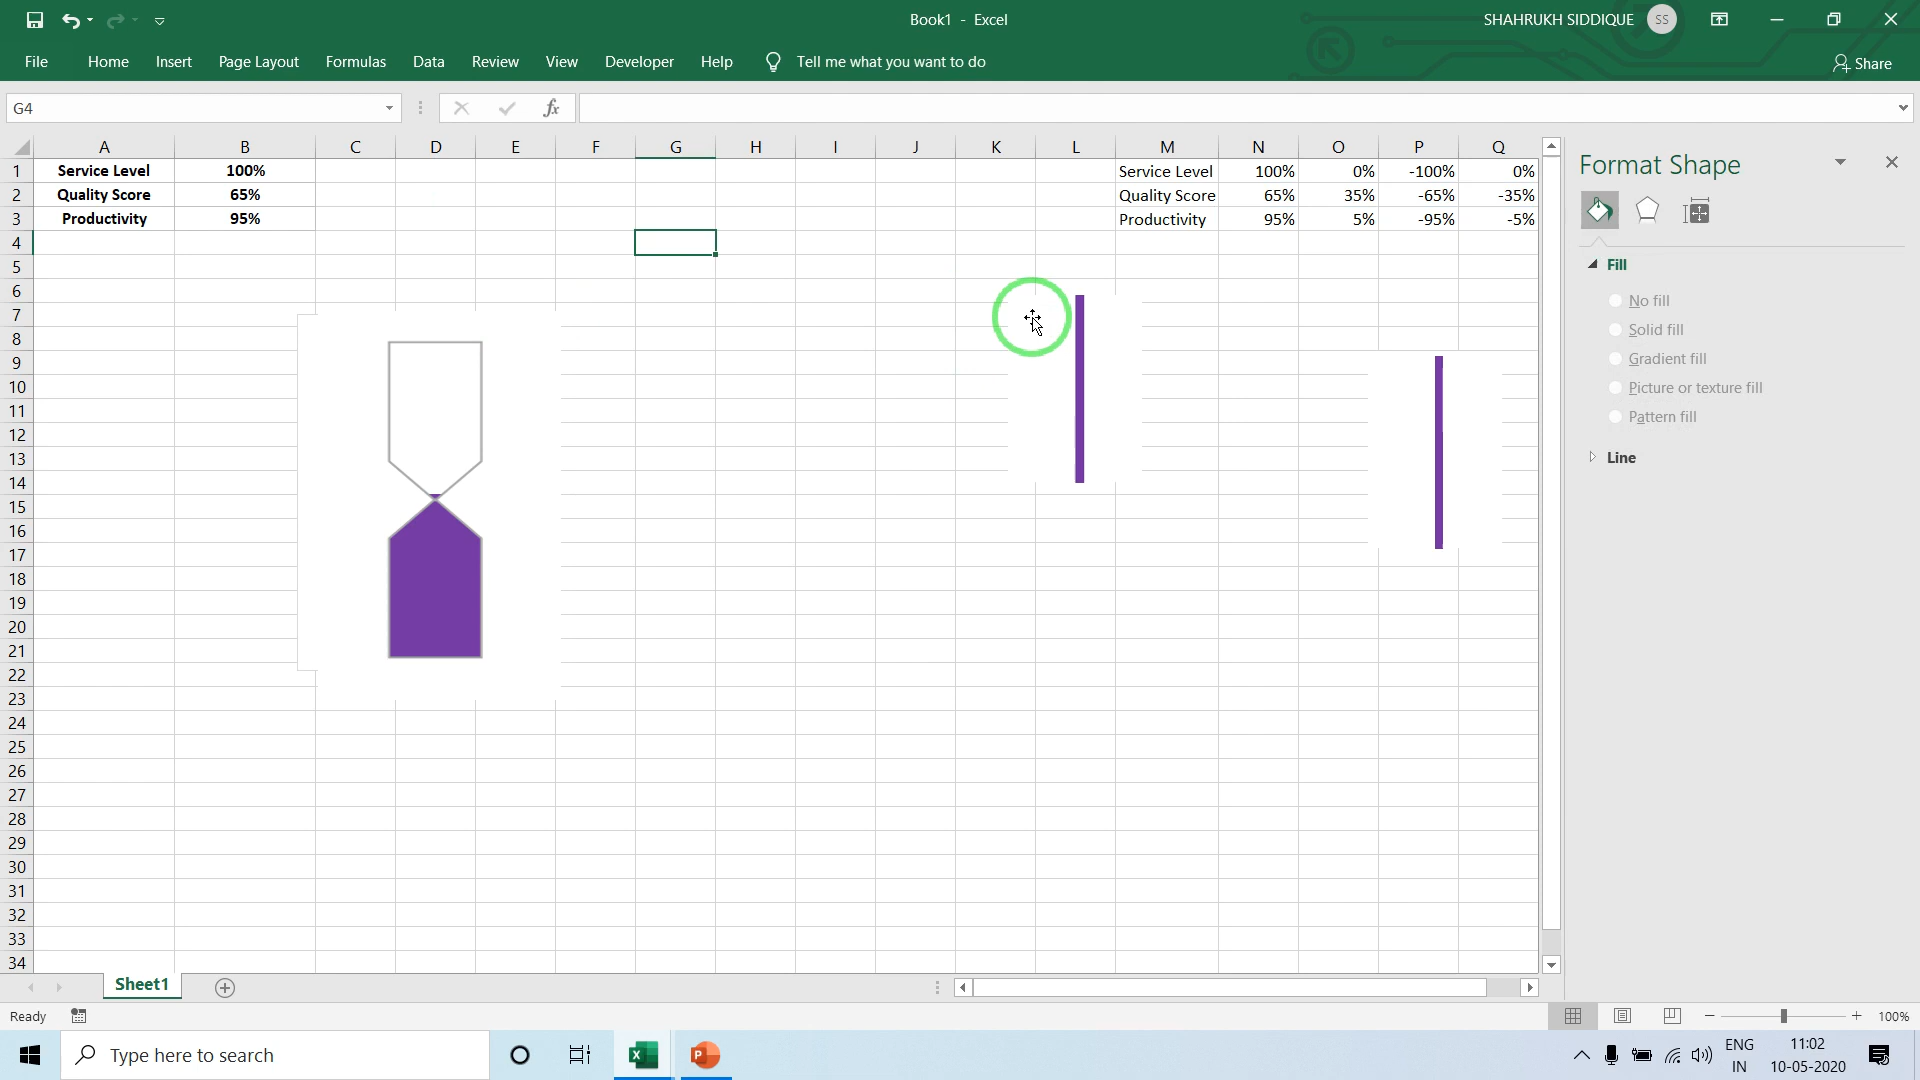 Book1 - Excel
SHAHRUKH SIDDIQUE SS
File Home Insert Page Layout Formulas Data Review View Developer Help Tell me what you want to do Share
G4 fx
A B C D E F G H I J K L M N O P Q
1 Service Level 100% Service Level 100% 0% -100% 0%
2 Quality Score 65% Quality Score 65% 35% -65% -35%
3 Productivity 95% Productivity 95% 5% -95% -5%
4
5
6
7
8
9
10
11
12
13
14
15
16
17
18
19
20
21
22
23
24
25
26
27
28
29
30
31
32
33
34
Format Shape
Fill
No fill
Solid fill
Gradient fill
Picture or texture fill
Pattern fill
Line
Sheet1
Ready 100%
Type here to search
X P
ENG
IN
11:02
10-05-2020